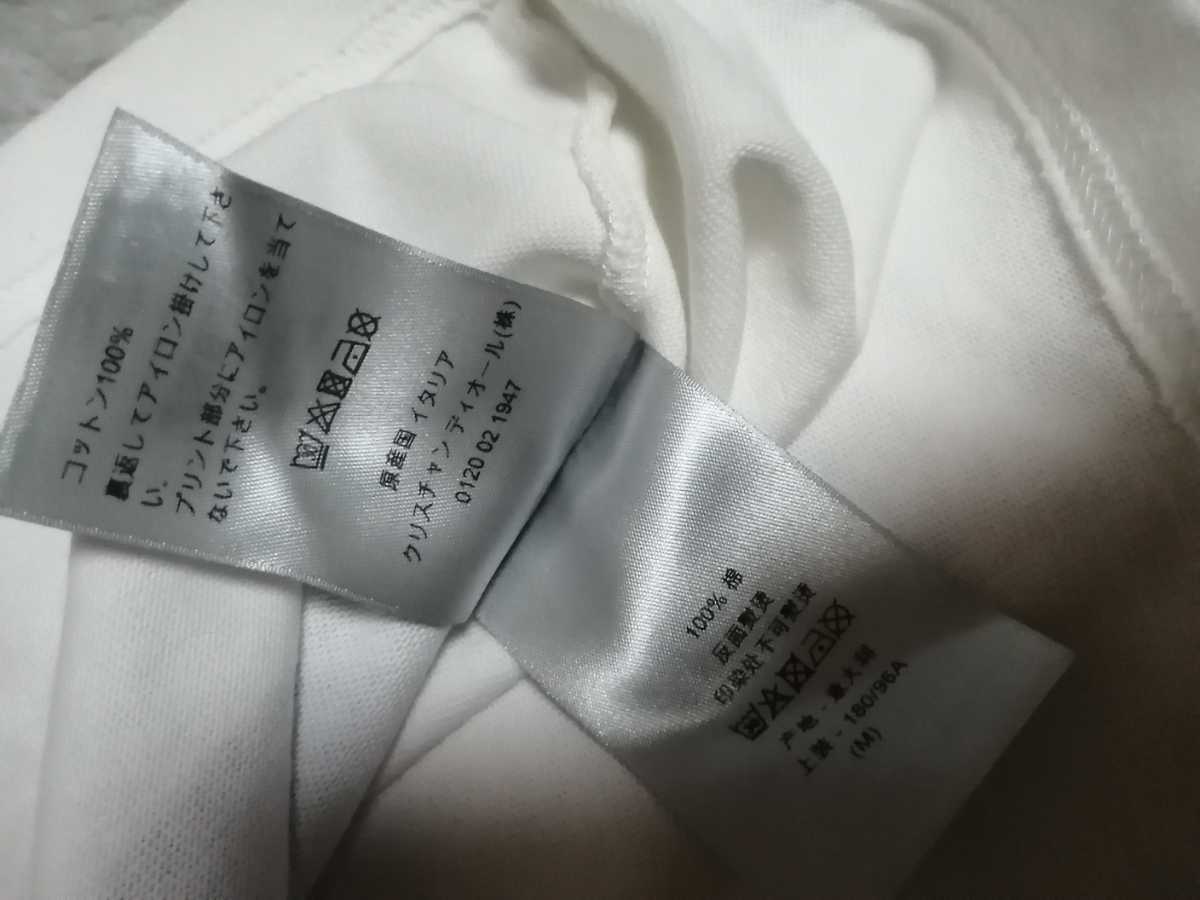 コットン100%
裏返してアイロン掛けして下さ
い。
プリント部分にアイロンを当て
ないで下さい。
原産国 イタリア
クリスチャン ディオール(株)
0120 02 1947
100% 棉
反面熨烫
印染处不可熨烫
产地 - 意大利
上装 - 180/96A
(M)